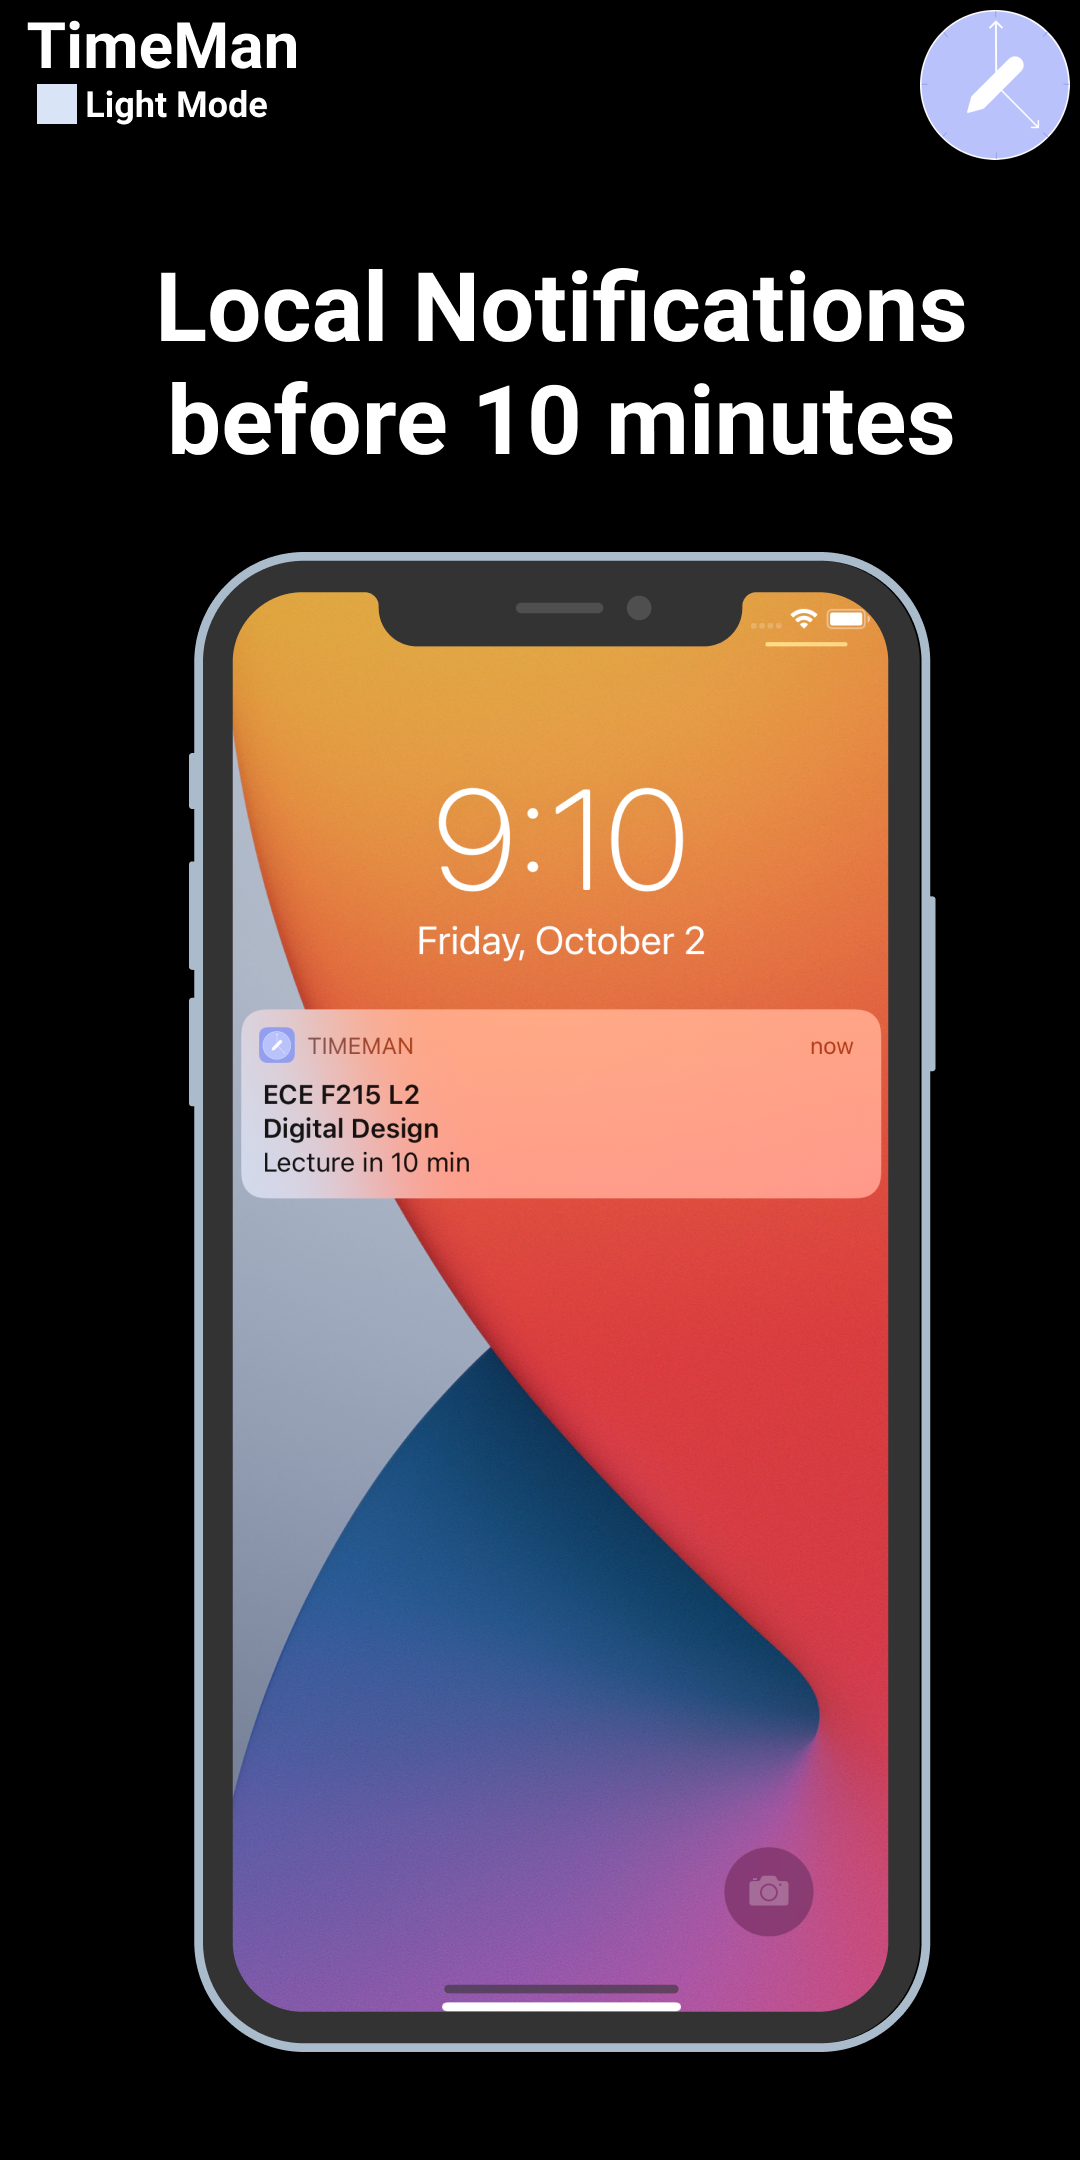 TimeMan
Light Mode
Local Notifications
before 10 minutes
9:10
Friday, October 2
TIMEMAN now
ECE F215 L2
Digital Design
Lecture in 10 min